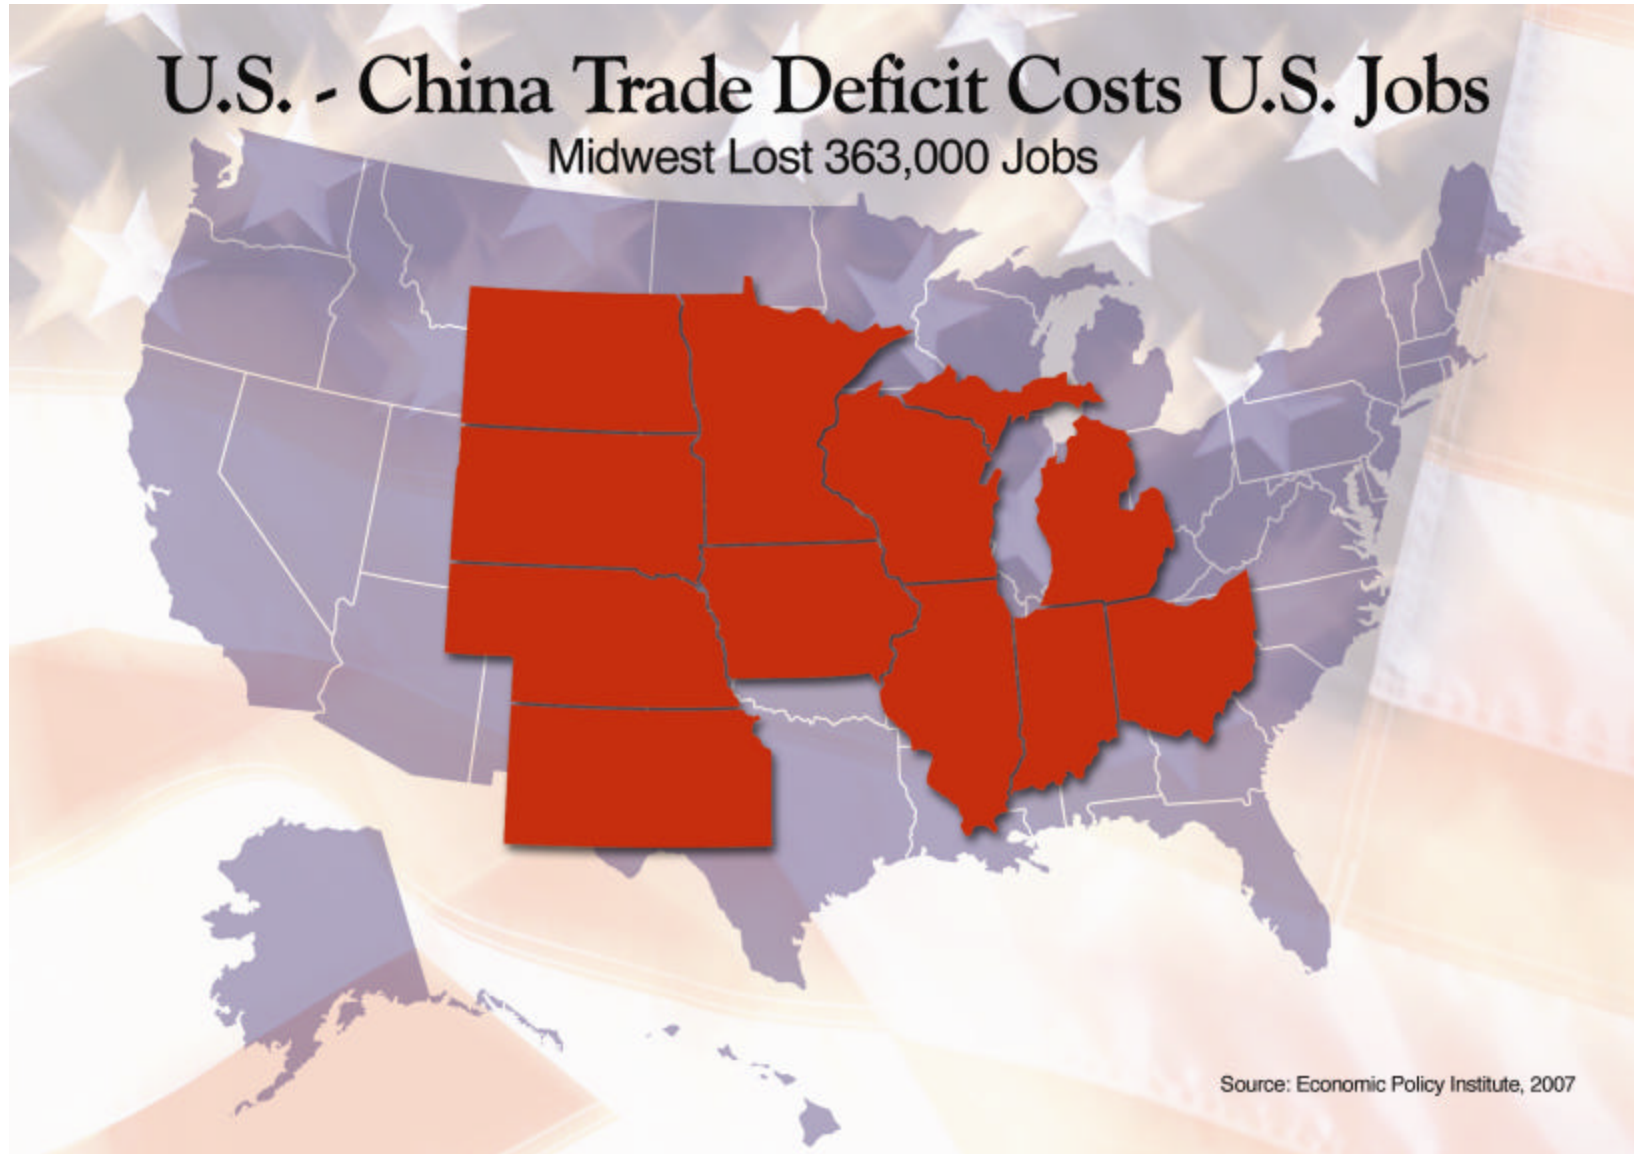 U.S. - China Trade Deficit Costs U.S. Jobs
Midwest Lost 363,000 Jobs
Source: Economic Policy Institute, 2007